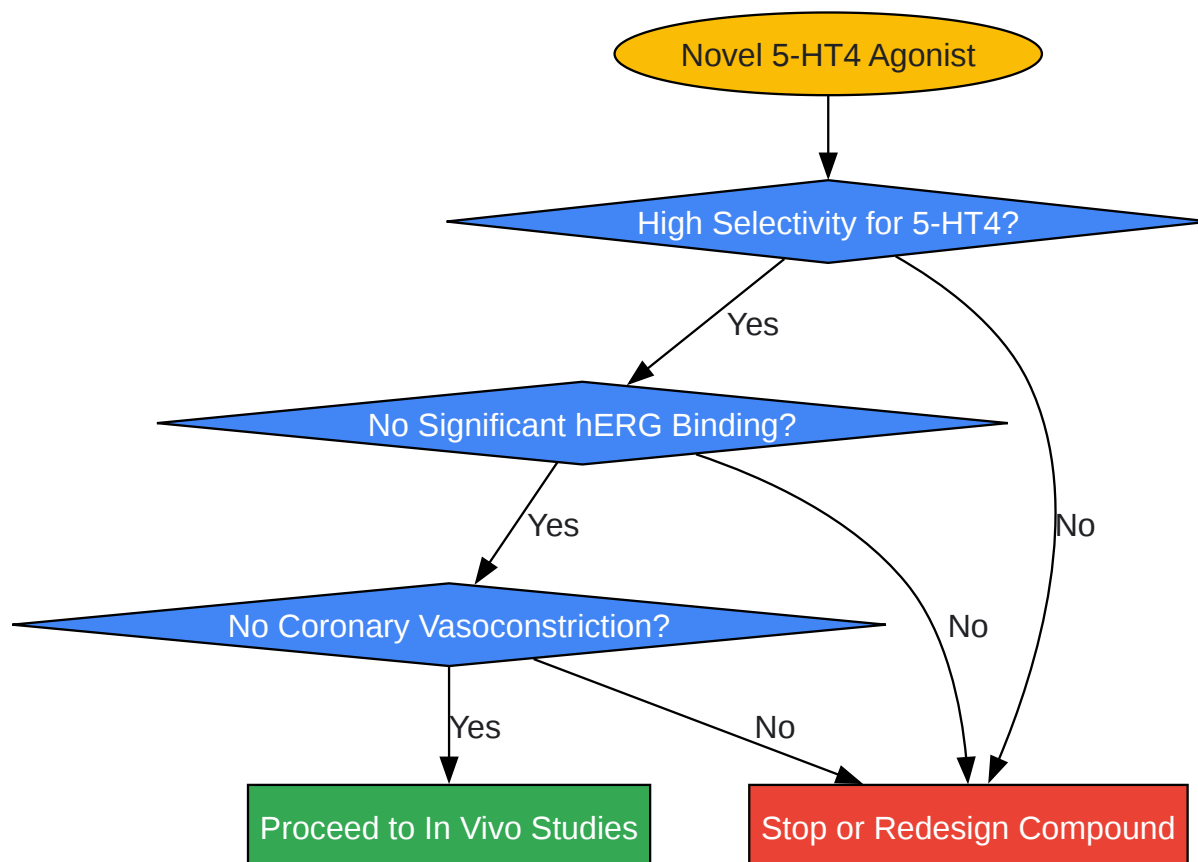 Novel 5-HT4 Agonist
High Selectivity for 5-HT4?
Yes
No Significant hERG Binding?
Yes
No
No Coronary Vasoconstriction?
No
Yes
No
Proceed to In Vivo Studies
Stop or Redesign Compound